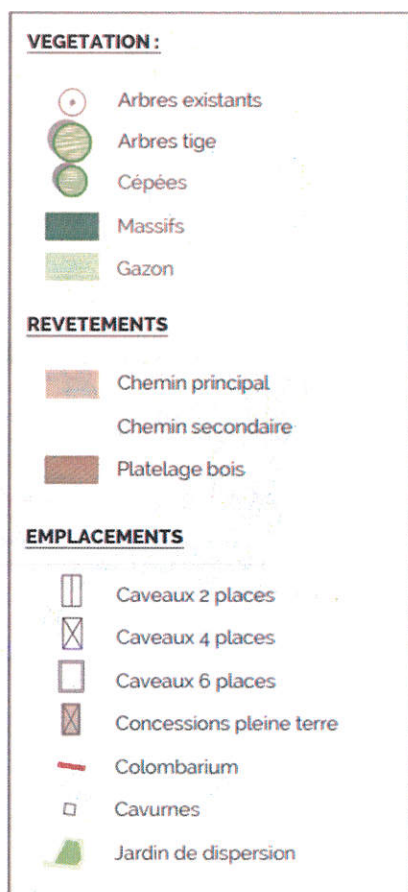 VEGETATION :
Arbres existants
Arbres tige
Cépées
Massifs
Gazon
REVETEMENTS
Chemin principal
Chemin secondaire
Platelage bois
EMPLACEMENTS
Caveaux 2 places
Caveaux 4 places
Caveaux 6 places
Concessions pleine terre
Colombarium
Cavurnes
Jardin de dispersion